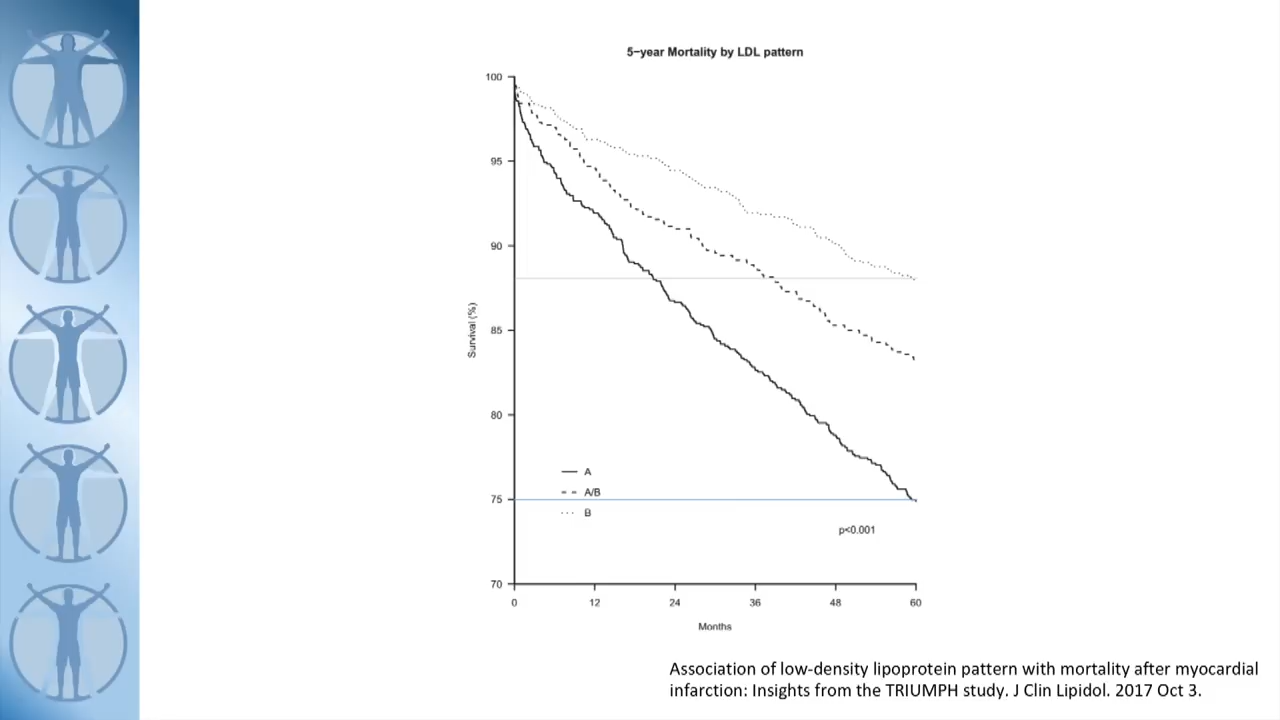 5-year Mortality by LDL pattern
100
95
90
85
80
75
70
Survival (%)
A
A/B
B
p<0.001
0 12 24 36 48 60
Months
Association of low-density lipoprotein pattern with mortality after myocardial
infarction: Insights from the TRIUMPH study. J Clin Lipidol. 2017 Oct 3.